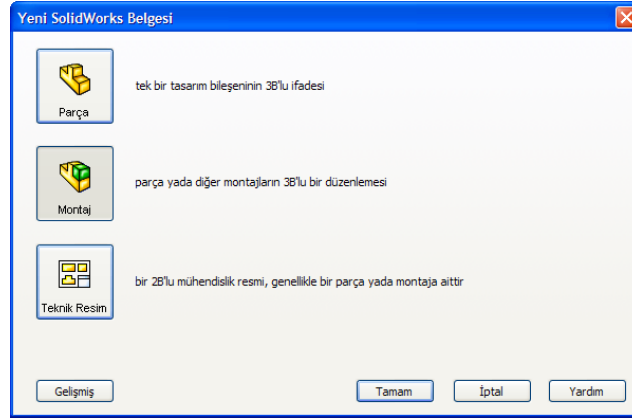 Yeni SolidWorks Belgesi
Parça
tek bir tasarım bileşeninin 3B'lu ifadesi
Montaj
parça yada diğer montajların 3B'lu bir düzenlemesi
Teknik Resim
bir 2B'lu mühendislik resmi, genellikle bir parça yada montaja aittir
Gelişmiş Tamam İptal Yardım